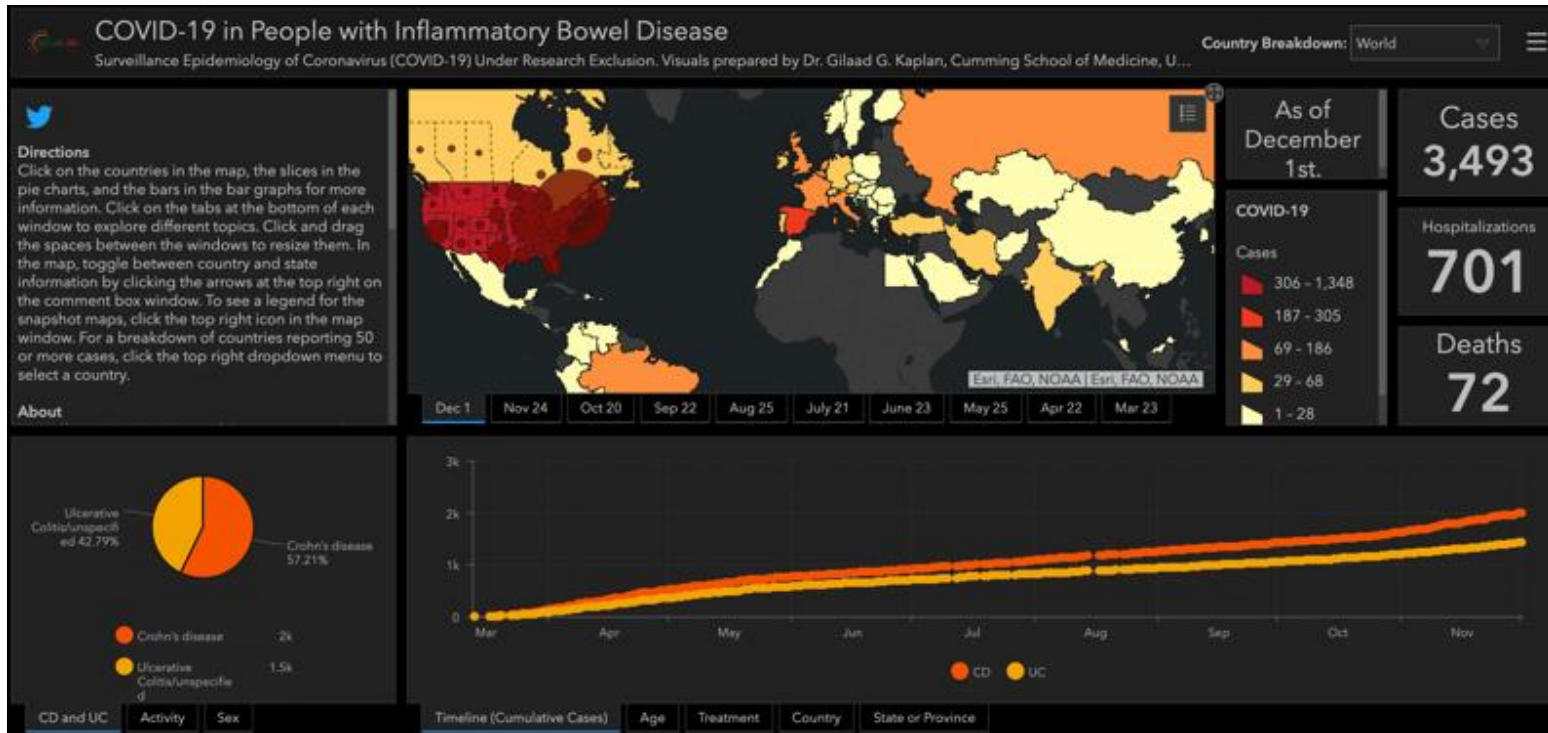 COVID-19 in People with Inflammatory Bowel Disease
Surveillance Epidemiology of Coronavirus (COVID-19) Under Research Exclusion. Visuals prepared by Dr. Gilaad G. Kaplan, Cumming School of Medicine, U...
Country Breakdown: World
Directions
Click on the countries in the map, the slices in the
pie charts, and the bars in the bar graphs for more
information. Click on the tabs at the bottom of each
window to explore different topics. Click and drag
the spaces between the windows to resize them. In
the map, toggle between country and state
information by clicking the arrows at the top right on
the comment box window. To see a legend for the
snapshot maps, click the top right icon in the map
window. For a breakdown of countries reporting 50
or more cases, click the top right dropdown menu to
select a country.
About
Esri, FAO, NOAA | Esri, FAO, NOAA
Dec 1 Nov 24 Oct 20 Sep 22 Aug 25 July 21 June 23 May 25 Apr 22 Mar 23
As of
December
1st.
COVID-19
Cases
306 - 1,348
187 - 305
69 - 186
29 - 68
1 - 28
Cases
3,493
Hospitalizations
701
Deaths
72
Ulcerative
Colitis/unspecifi
ed 42.79%
Crohn's disease
57.21%
Crohn's disease 2k
Ulcerative 1.5k
Colitis/unspecifie
d
CD and UC Activity Sex
3k
2k
1k
0
Mar Apr May Jun Jul Aug Sep Oct Nov
CD UC
Timeline (Cumulative Cases) Age Treatment Country State or Province